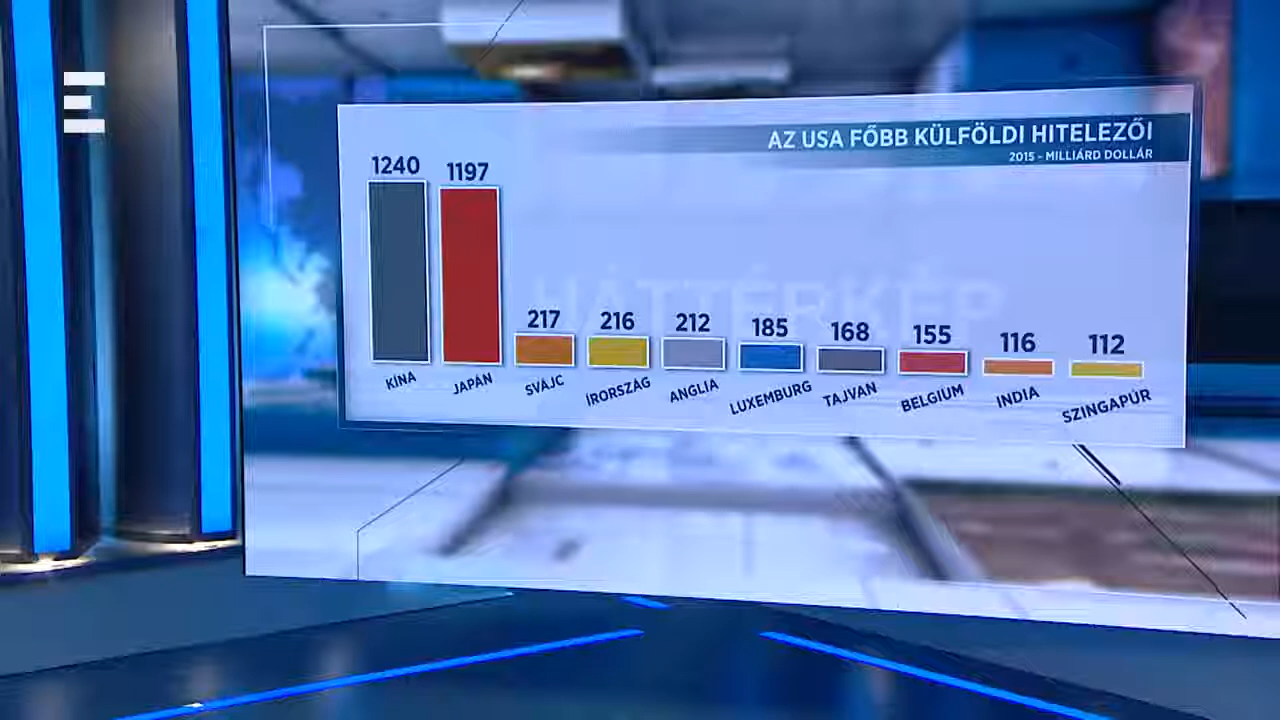 E
AZ USA FŐBB KÜLFÖLDI HITELEZŐI
2015 - MILLIÁRD DOLLÁR
1240 1197 217 216 212 185 168 155 116 112
HÁTTÉRKÉP
KÍNA JAPÁN SVÁJC ÍRORSZÁG ANGLIA LUXEMBURG TAJVAN BELGIUM INDIA SZINGAPÚR